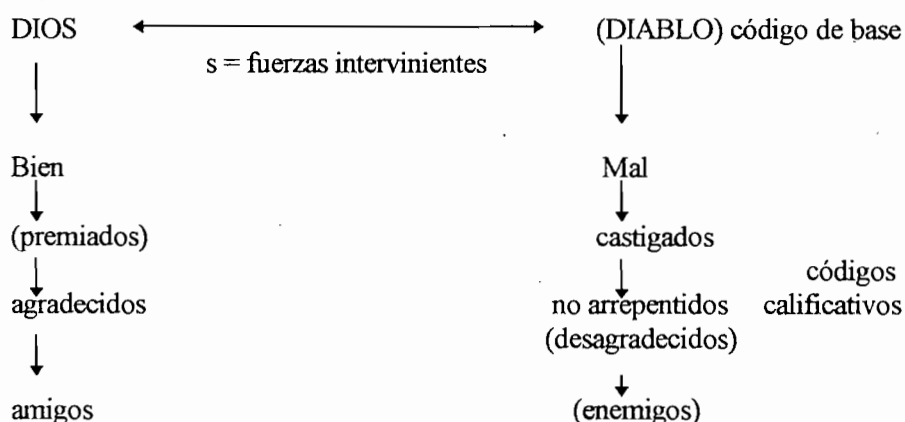 DIOS (DIABLO) código de base
s = fuerzas intervinientes
Bien Mal
(premiados) castigados
códigos
agradecidos no arrepentidos calificativos
(desagradecidos)
amigos (enemigos)